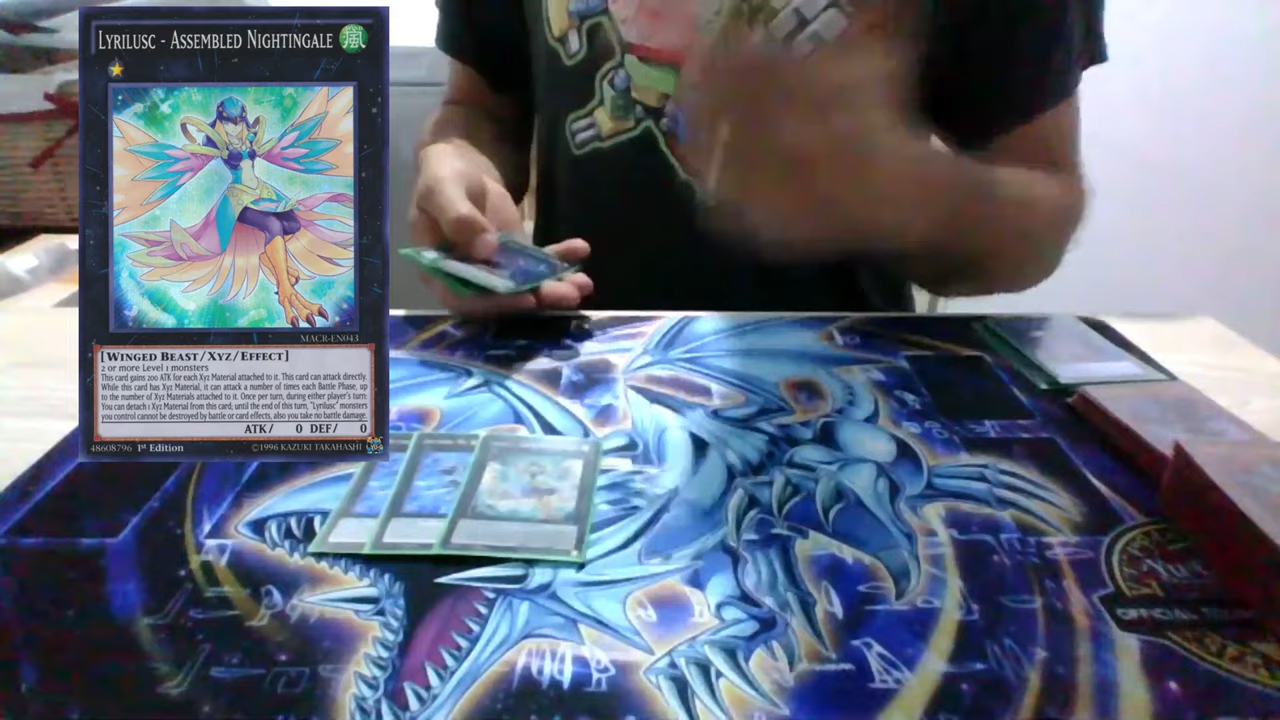 LYRILUSC - ASSEMBLED NIGHTINGALE 風
MACR-EN043
[WINGED BEAST/XYZ/EFFECT]
2 or more Level 1 monsters
This card gains 200 ATK for each Xyz Material attached to it. This card can attack directly.
While this card has Xyz Material, it can attack a number of times each Battle Phase, up
to the number of Xyz Materials attached to it. Once per turn, during either player's turn:
You can detach 1 Xyz Material from this card; until the end of this turn, "Lyrilusc" monsters
you control cannot be destroyed by battle or card effects, also you take no battle damage.
ATK/ 0 DEF/ 0
48608796 1st Edition ©1996 KAZUKI TAKAHASHI
OFFICIAL